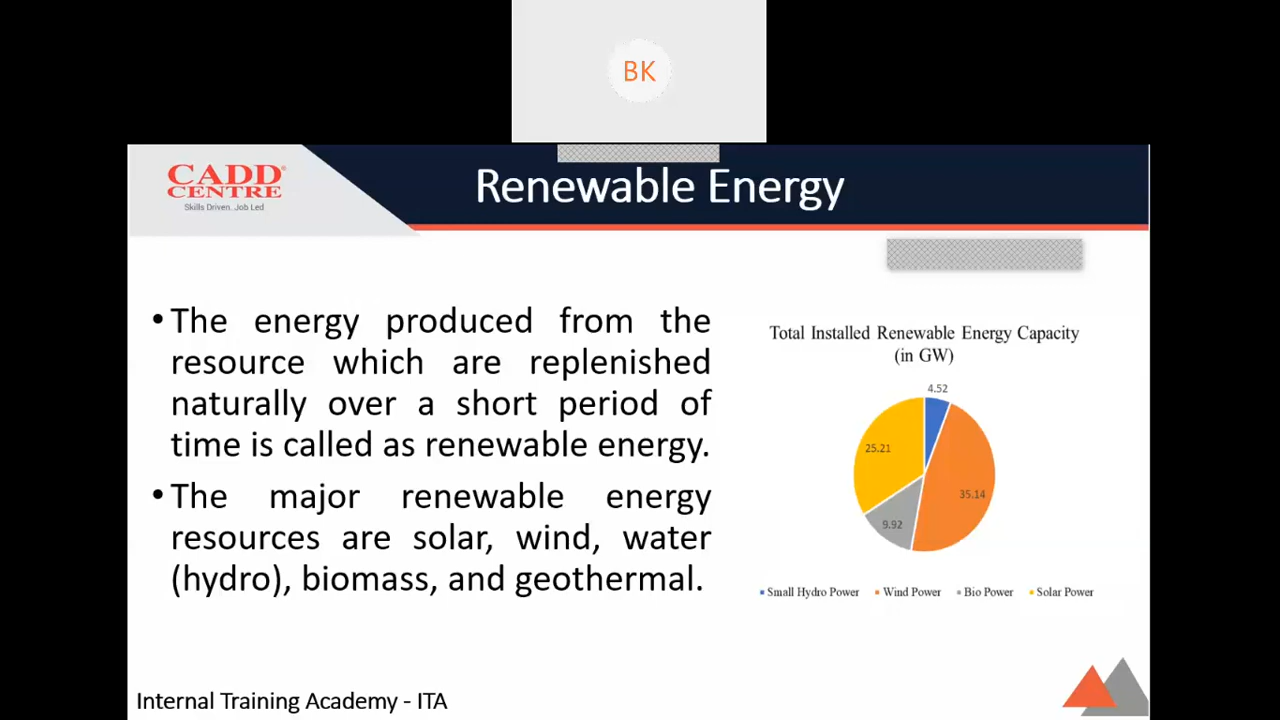 BK
CADD
CENTRE
Skills Driven. Job Led
Renewable Energy
• The energy produced from the
resource which are replenished
naturally over a short period of
time is called as renewable energy.
• The major renewable energy
resources are solar, wind, water
(hydro), biomass, and geothermal.
Total Installed Renewable Energy Capacity
(in GW)
4.52
25.21
35.14
9.92
Small Hydro Power Wind Power Bio Power Solar Power
Internal Training Academy - ITA